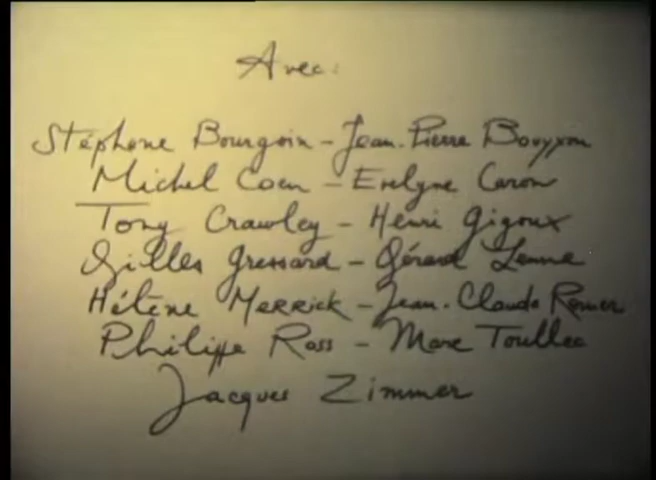 Avec:
Stéphane Bourgoin - Jean-Pierre Bouyxou
Michel Caen - Evelyne Caron
Tony Crawley - Henri Gigoux
Gilles Gressard - Gérard Lenne
Hélène Merrick - Jean-Claude Romer
Philippe Ross - Marc Toullec
Jacques Zimmer